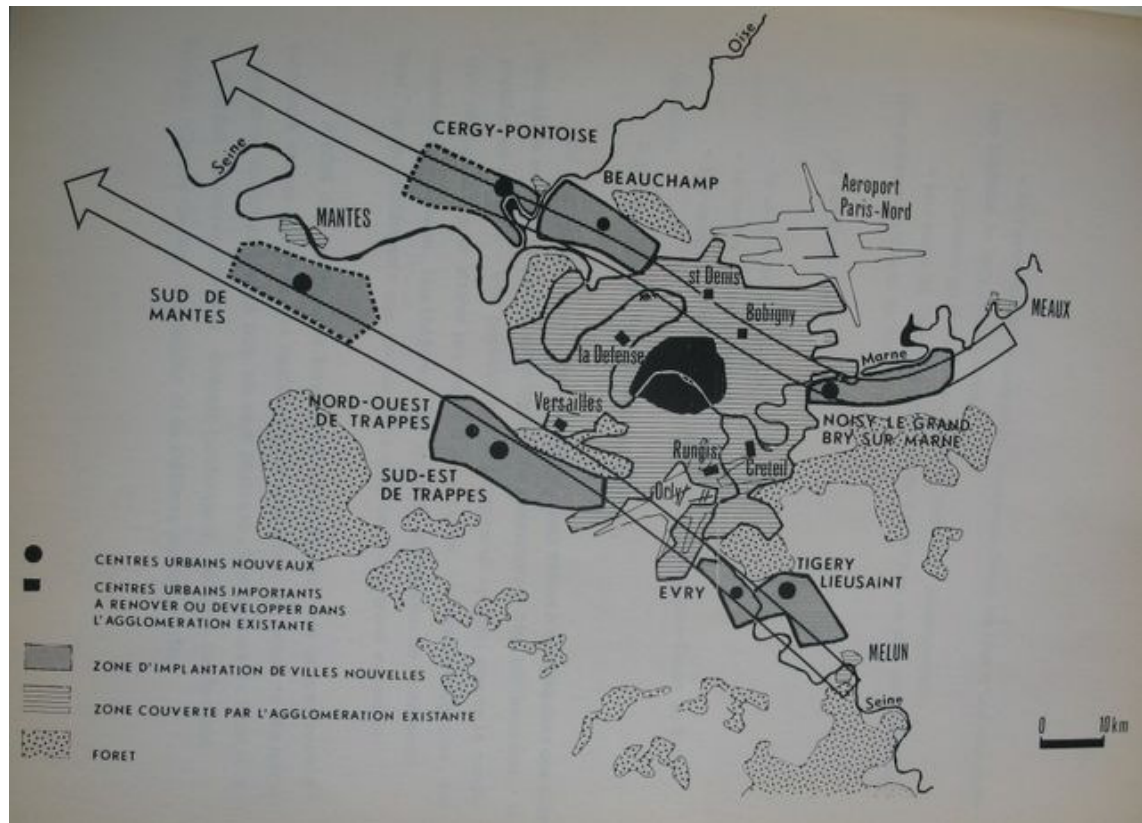 Oise
CERGY-PONTOISE
Seine
BEAUCHAMP
Aeroport
Paris-Nord
MANTES
st Denis
MEAUX
SUD DE
MANTES
Bobigny
la Defense
Marne
NORD-OUEST
DE TRAPPES
Versailles
NOISY LE GRAND
BRY SUR MARNE
Rungis
Creteil
SUD-EST
DE TRAPPES
Orly
TIGERY
LIEUSAINT
EVRY
MELUN
Seine
CENTRES URBAINS NOUVEAUX
CENTRES URBAINS IMPORTANTS
A RENOVER OU DEVELOPPER DANS
L'AGGLOMERATION EXISTANTE
ZONE D'IMPLANTATION DE VILLES NOUVELLES
ZONE COUVERTE PAR L'AGGLOMERATION EXISTANTE
FORET
0 10 km